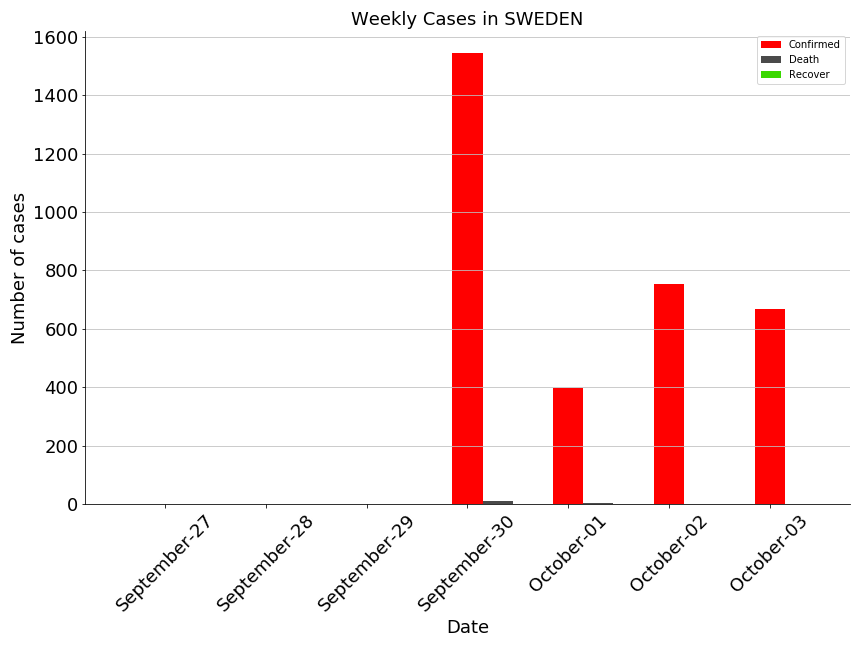 Weekly Cases in SWEDEN
Confirmed
Death
Recover
Number of cases
1600
1400
1200
1000
800
600
400
200
0
September-27
September-28
September-29
September-30
October-01
October-02
October-03
Date